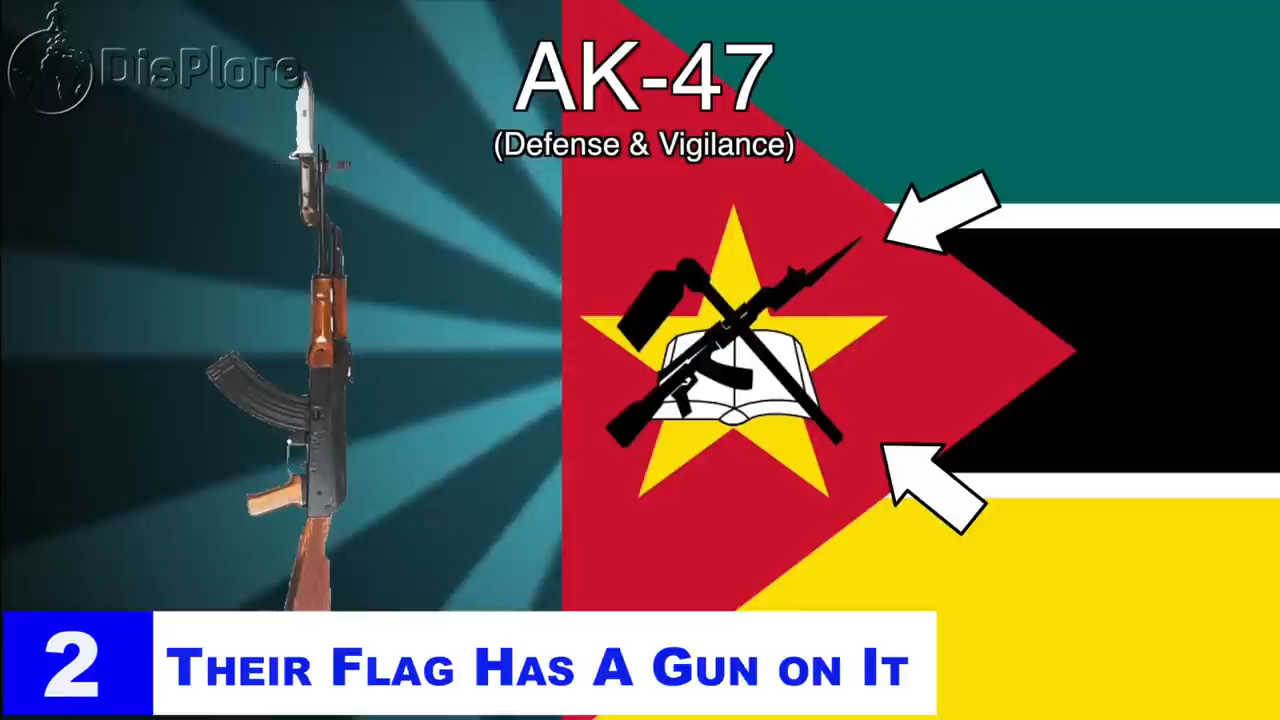 DisPlore
AK-47
(Defense & Vigilance)
2
Their Flag Has A Gun on It